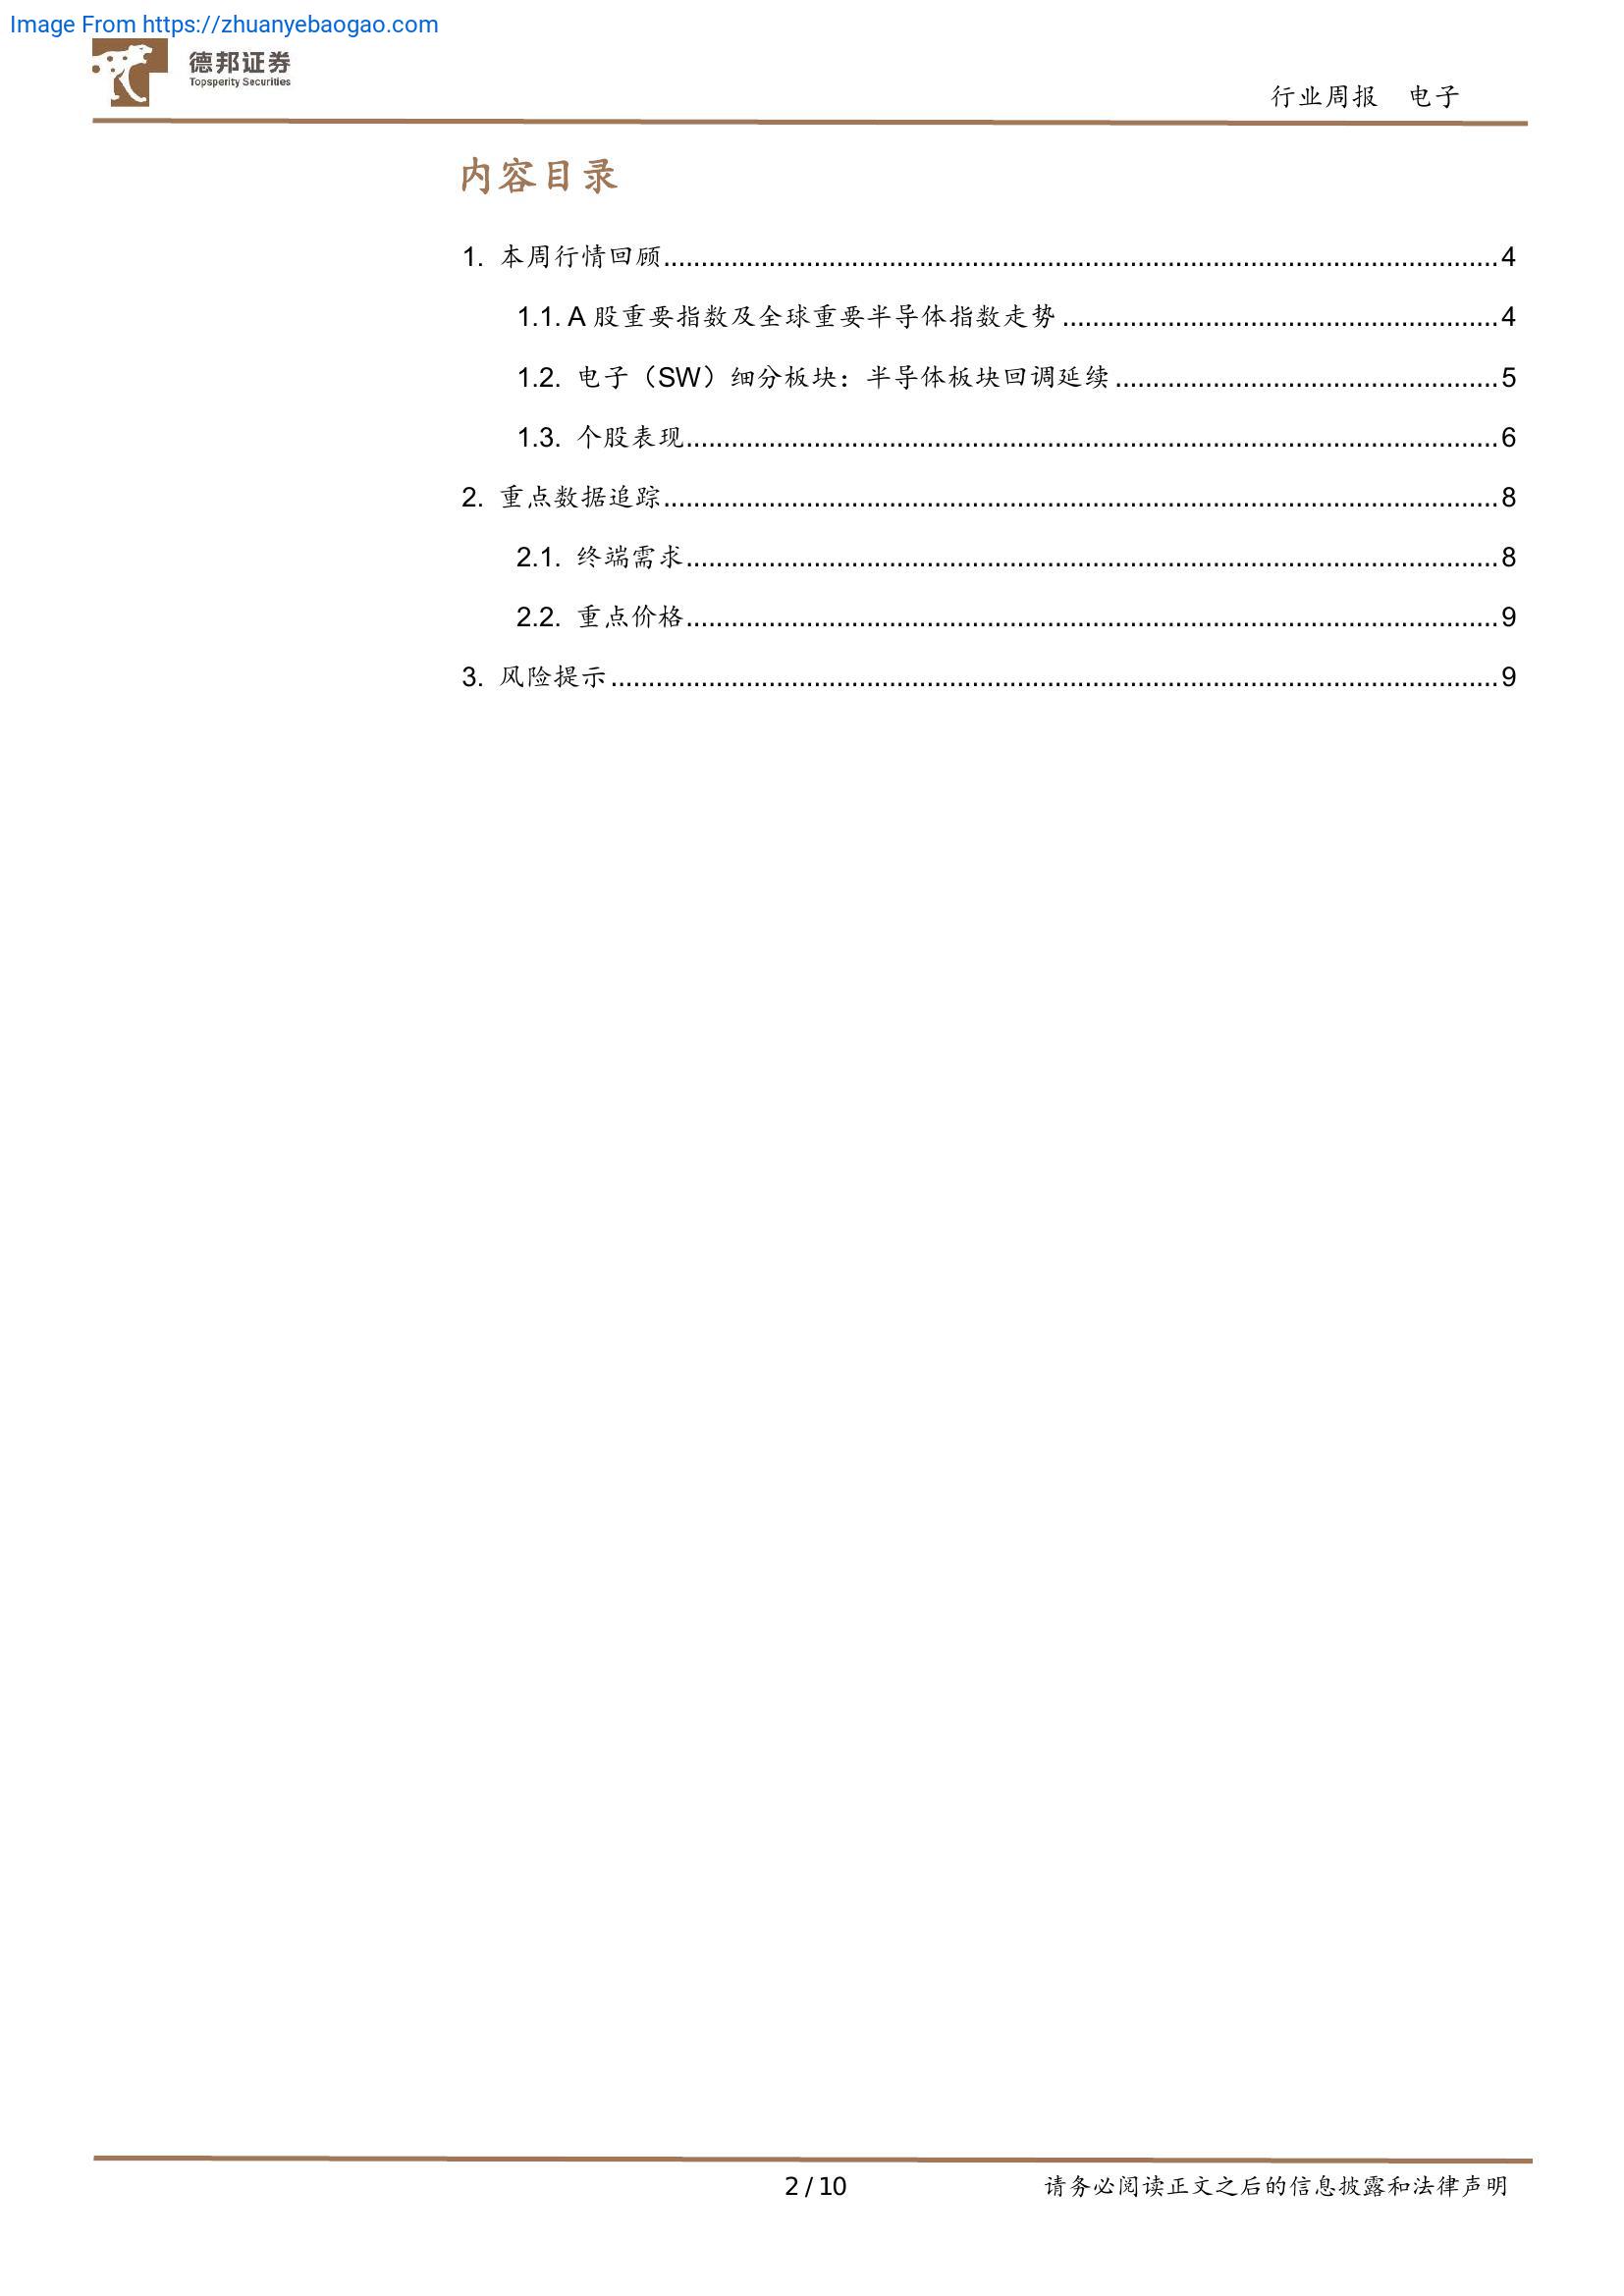 Image From https://zhuanyebaogao.com
德邦证券
Topsperity Securities
行业周报 电子
内容目录
1. 本周行情回顾................................................................4
1.1. A 股重要指数及全球重要半导体指数走势................................................................4
1.2. 电子（SW）细分板块：半导体板块回调延续................................................................5
1.3. 个股表现................................................................6
2. 重点数据追踪................................................................8
2.1. 终端需求................................................................8
2.2. 重点价格................................................................9
3. 风险提示................................................................9
2 / 10
请务必阅读正文之后的信息披露和法律声明